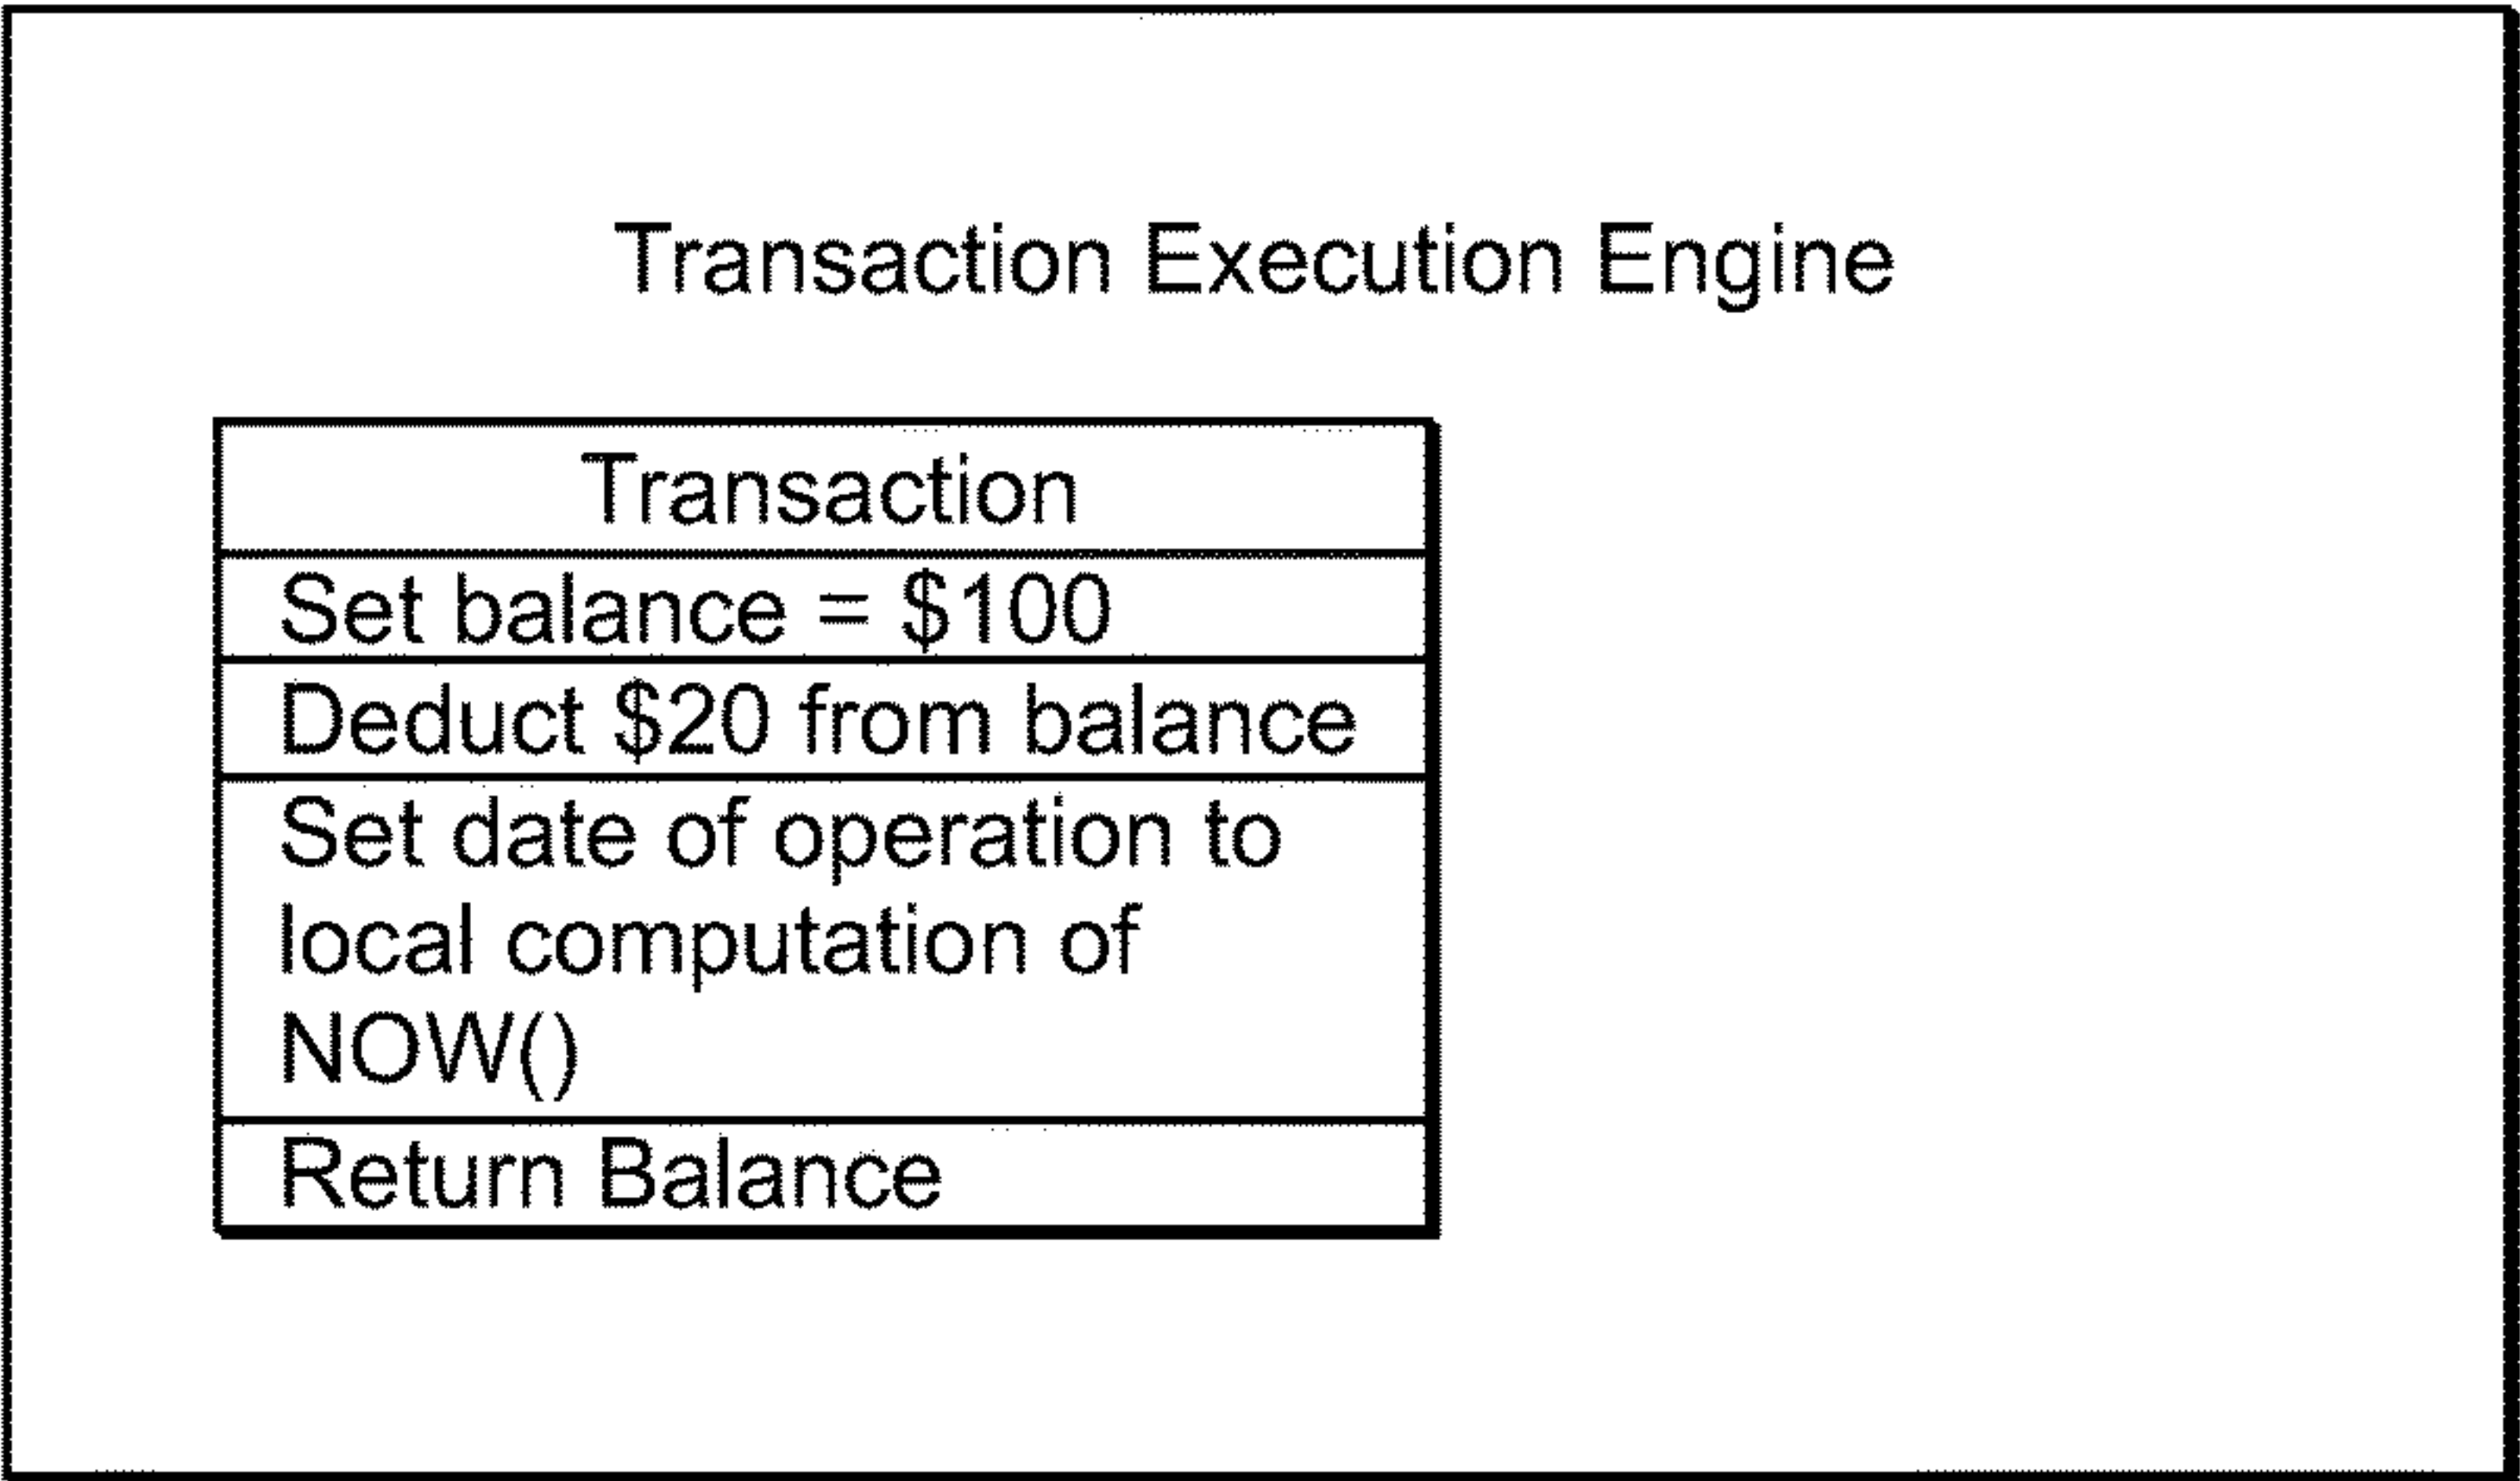 Transaction Execution Engine
Transaction
Set balance = $100
Deduct $20 from balance
Set date of operation to
local computation of
NOW()
Return Balance